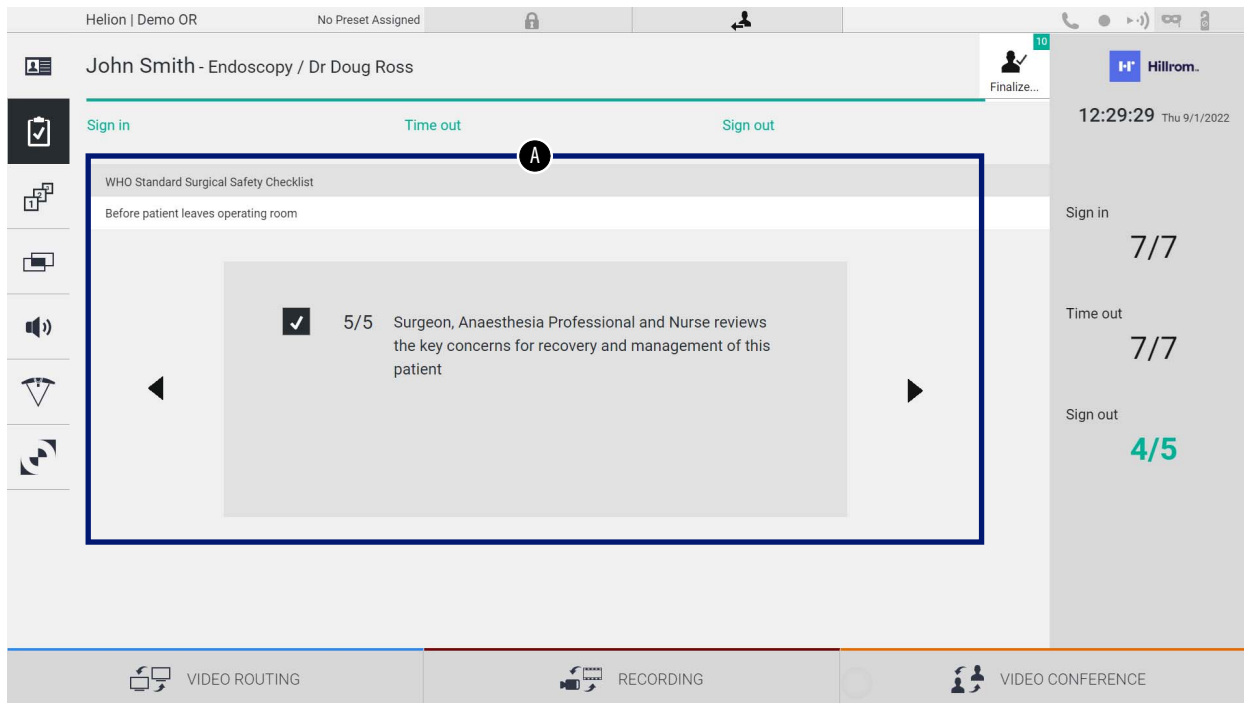 Helion | Demo OR
No Preset Assigned
10
John Smith - Endoscopy / Dr Doug Ross
Finalize...
Hillrom
12:29:29 Thu 9/1/2022
Sign in
Time out
Sign out
A
WHO Standard Surgical Safety Checklist
Before patient leaves operating room
5/5 Surgeon, Anaesthesia Professional and Nurse reviews
the key concerns for recovery and management of this
patient
Sign in
7/7
Time out
7/7
Sign out
4/5
VIDEO ROUTING
RECORDING
VIDEO CONFERENCE